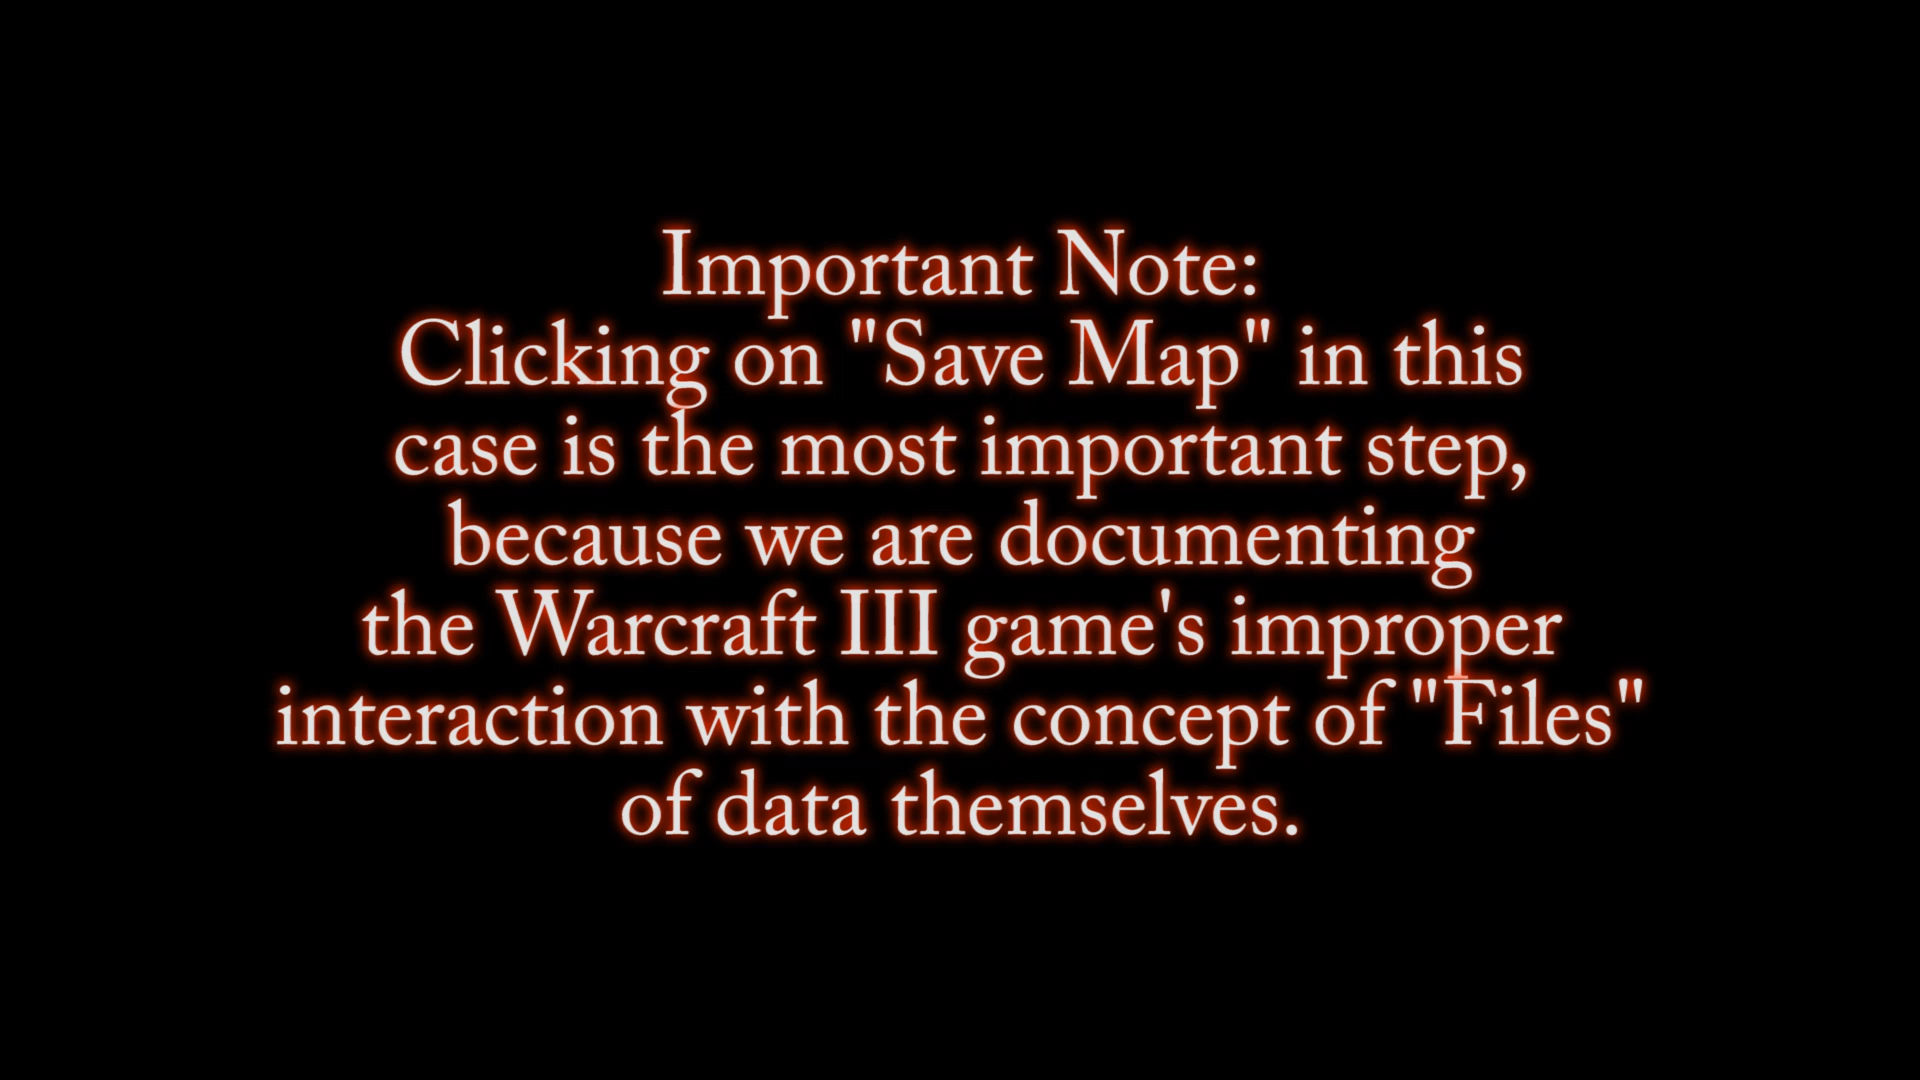 Important Note:
Clicking on "Save Map" in this
case is the most important step,
because we are documenting
the Warcraft III game's improper
interaction with the concept of "Files"
of data themselves.